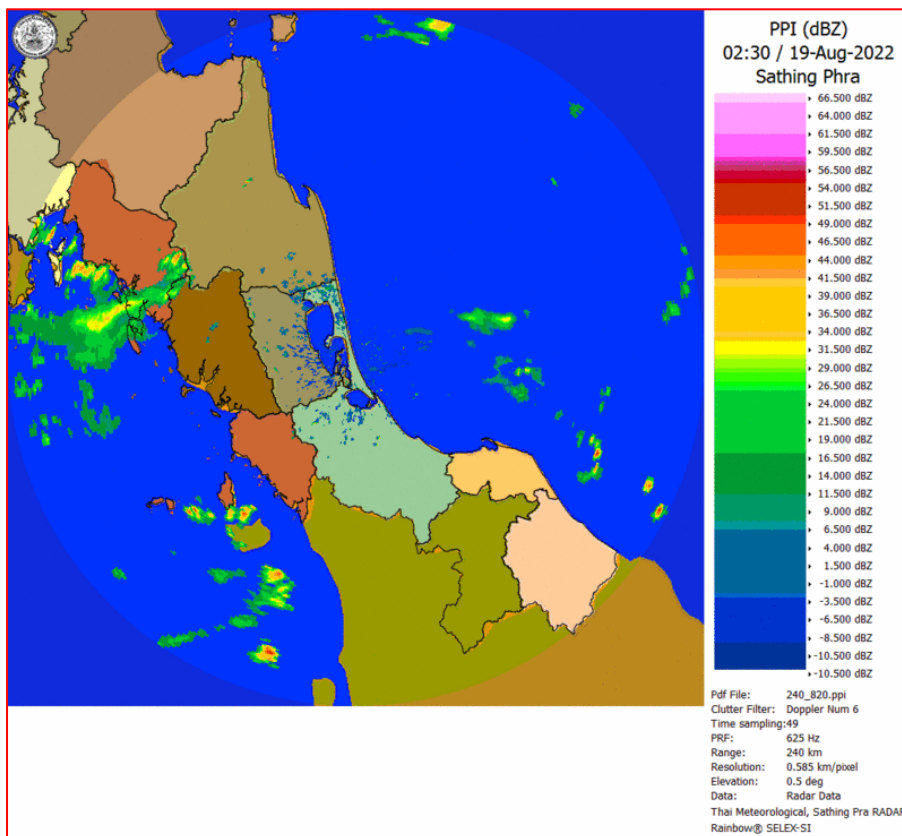 PPI (dBZ)
02:30 / 19-Aug-2022
Sathing Phra
66.500 dBZ
64.000 dBZ
61.500 dBZ
59.500 dBZ
56.500 dBZ
54.000 dBZ
51.500 dBZ
49.000 dBZ
46.500 dBZ
44.000 dBZ
41.500 dBZ
39.000 dBZ
36.500 dBZ
34.000 dBZ
31.500 dBZ
29.000 dBZ
26.500 dBZ
24.000 dBZ
21.500 dBZ
19.000 dBZ
16.500 dBZ
14.000 dBZ
11.500 dBZ
9.000 dBZ
6.500 dBZ
4.000 dBZ
1.500 dBZ
-1.000 dBZ
-3.500 dBZ
-6.500 dBZ
-8.500 dBZ
-10.500 dBZ
-10.500 dBZ
Pdf File: 240_820.ppi
Clutter Filter: Doppler Num 6
Time sampling:49
PRF: 625 Hz
Range: 240 km
Resolution: 0.585 km/pixel
Elevation: 0.5 deg
Data: Radar Data
Thai Meteorological, Sathing Pra RADAR
Rainbow® SELEX-SI